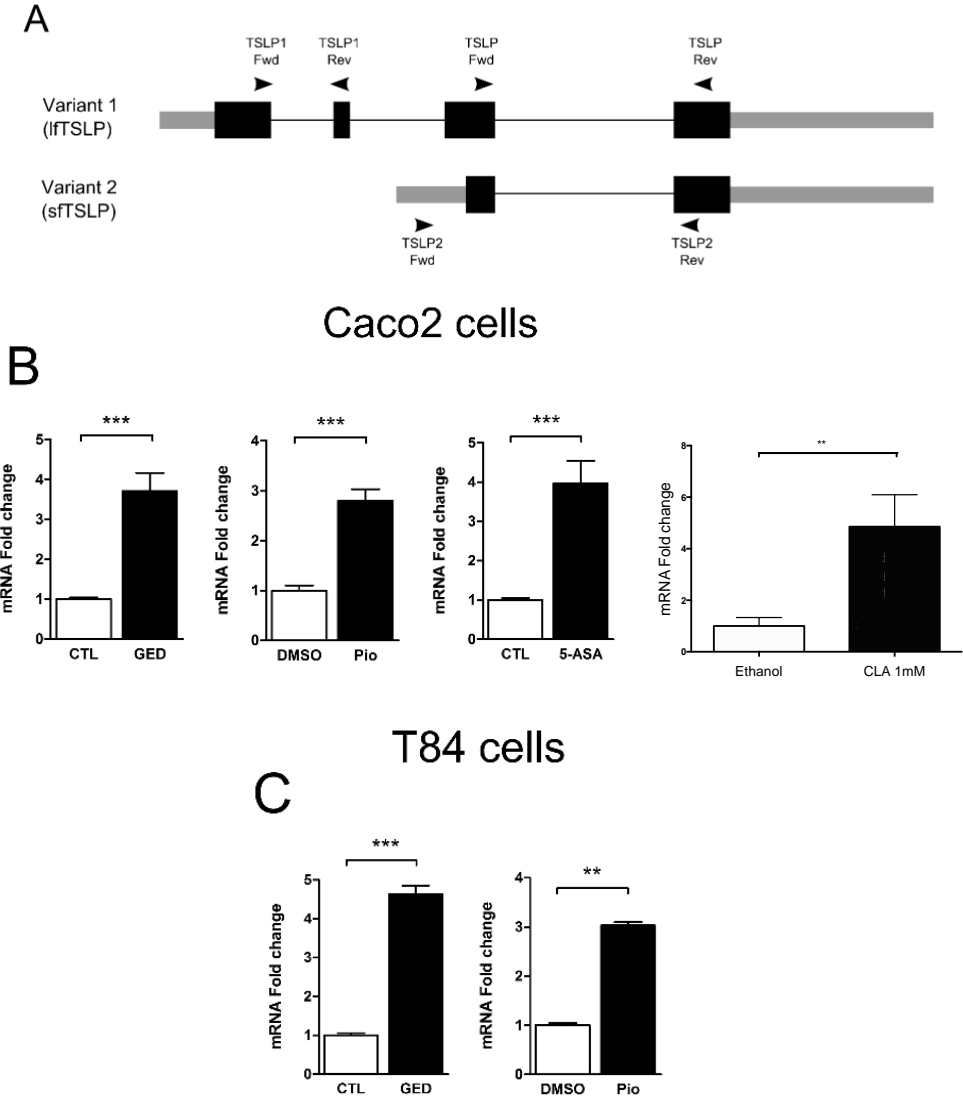 A
TSLP1 Fwd
TSLP1 Rev
TSLP Fwd
TSLP Rev
Variant 1 (lfTSLP)
Variant 2 (sfTSLP)
TSLP2 Fwd
TSLP2 Rev
Caco2 cells
B
***
mRNA Fold change
5
4
3
2
1
0
CTL GED
***
mRNA Fold change
4
3
2
1
0
DMSO Pio
***
mRNA Fold change
5
4
3
2
1
0
CTL 5-ASA
**
mRNA Fold change
8
6
4
2
0
Ethanol CLA 1mM
T84 cells
C
***
mRNA Fold change
5
4
3
2
1
0
CTL GED
**
mRNA Fold change
4
3
2
1
0
DMSO Pio